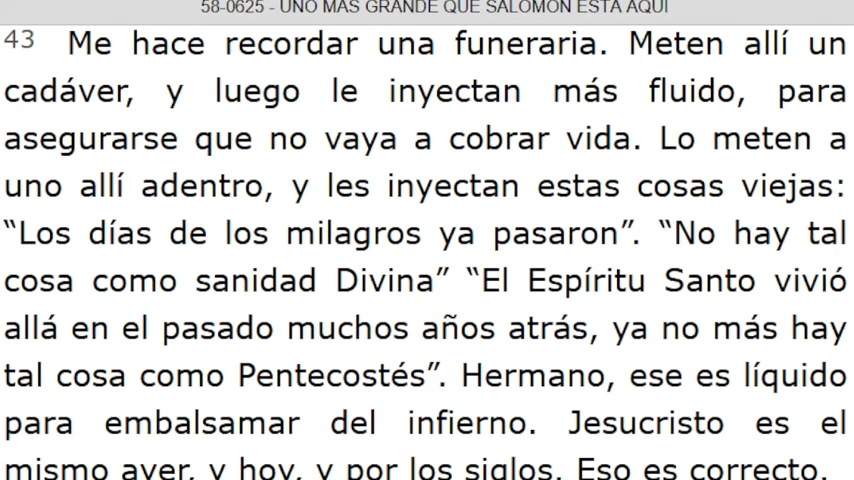 58-0625 - UNO MÁS GRANDE QUE SALOMÓN ESTÁ AQUÍ
43 Me hace recordar una funeraria. Meten allí un
cadáver, y luego le inyectan más fluido, para
asegurarse que no vaya a cobrar vida. Lo meten a
uno allí adentro, y les inyectan estas cosas viejas:
“Los días de los milagros ya pasaron”. “No hay tal
cosa como sanidad Divina” “El Espíritu Santo vivió
allá en el pasado muchos años atrás, ya no más hay
tal cosa como Pentecostés”. Hermano, ese es líquido
para embalsamar del infierno. Jesucristo es el
mismo ayer, y hoy, y por los siglos. Eso es correcto.